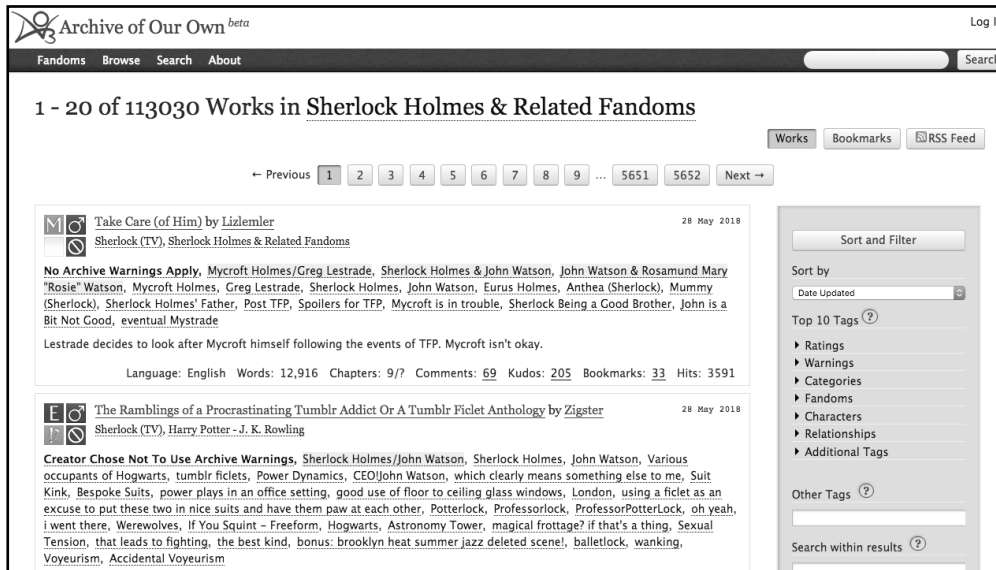 Archive of Our Own beta
Log I
Fandoms Browse Search About
Search
1 - 20 of 113030 Works in Sherlock Holmes & Related Fandoms
Works Bookmarks RSS Feed
← Previous 1 2 3 4 5 6 7 8 9 ... 5651 5652 Next →
Take Care (of Him) by Lizlemler
28 May 2018
Sherlock (TV), Sherlock Holmes & Related Fandoms
No Archive Warnings Apply, Mycroft Holmes/Greg Lestrade, Sherlock Holmes & John Watson, John Watson & Rosamund Mary
"Rosie" Watson, Mycroft Holmes, Greg Lestrade, Sherlock Holmes, John Watson, Eurus Holmes, Anthea (Sherlock), Mummy
(Sherlock), Sherlock Holmes' Father, Post TFP, Spoilers for TFP, Mycroft is in trouble, Sherlock Being a Good Brother, John is a
Bit Not Good, eventual Mystrade
Lestrade decides to look after Mycroft himself following the events of TFP. Mycroft isn't okay.
Language: English Words: 12,916 Chapters: 9/? Comments: 69 Kudos: 205 Bookmarks: 33 Hits: 3591
The Ramblings of a Procrastinating Tumblr Addict Or A Tumblr Ficlet Anthology by Zigster
28 May 2018
Sherlock (TV), Harry Potter - J. K. Rowling
Creator Chose Not To Use Archive Warnings, Sherlock Holmes/John Watson, Sherlock Holmes, John Watson, Various
occupants of Hogwarts, tumblr ficlets, Power Dynamics, CEO!John Watson, which clearly means something else to me, Suit
Kink, Bespoke Suits, power plays in an office setting, good use of floor to ceiling glass windows, London, using a ficlet as an
excuse to put these two in nice suits and have them paw at each other, Potterlock, Professorlock, ProfessorPotterLock, oh yeah,
i went there, Werewolves, If You Squint - Freeform, Hogwarts, Astronomy Tower, magical frottage? if that's a thing, Sexual
Tension, that leads to fighting, the best kind, bonus: brooklyn heat summer jazz deleted scene!, balletlock, wanking,
Voyeurism, Accidental Voyeurism
Sort and Filter
Sort by
Date Updated
Top 10 Tags ?
Ratings
Warnings
Categories
Fandoms
Characters
Relationships
Additional Tags
Other Tags ?
Search within results ?